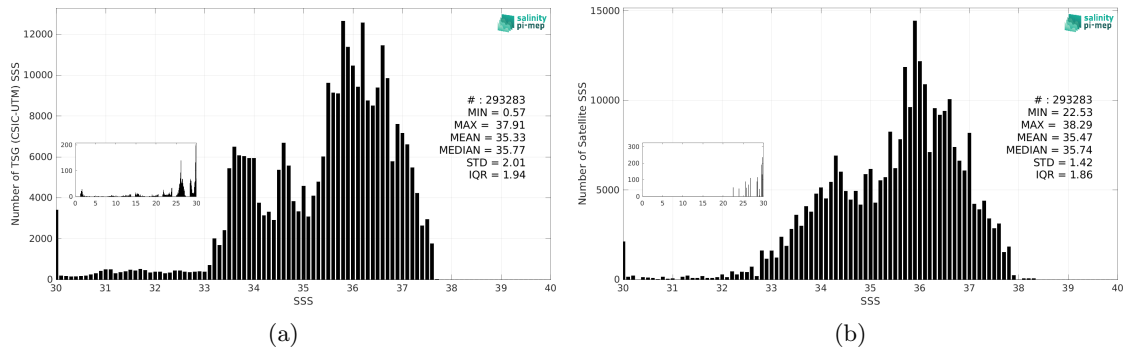 12000
10000
8000
6000
4000
2000
0
Number of TSG (CSIC-UTM) SSS
200
100
0
0 5 10 15 20 25 30
salinity
pi-mep
# : 293283
MIN = 0.57
MAX = 37.91
MEAN = 35.33
MEDIAN = 35.77
STD = 2.01
IQR = 1.94
30 31 32 33 34 35 36 37 38 39 40
SSS
(a)
15000
10000
5000
0
Number of Satellite SSS
300
200
100
0
0 5 10 15 20 25 30
salinity
pi-mep
# : 293283
MIN = 22.53
MAX = 38.29
MEAN = 35.47
MEDIAN = 35.74
STD = 1.42
IQR = 1.86
30 31 32 33 34 35 36 37 38 39 40
SSS
(b)